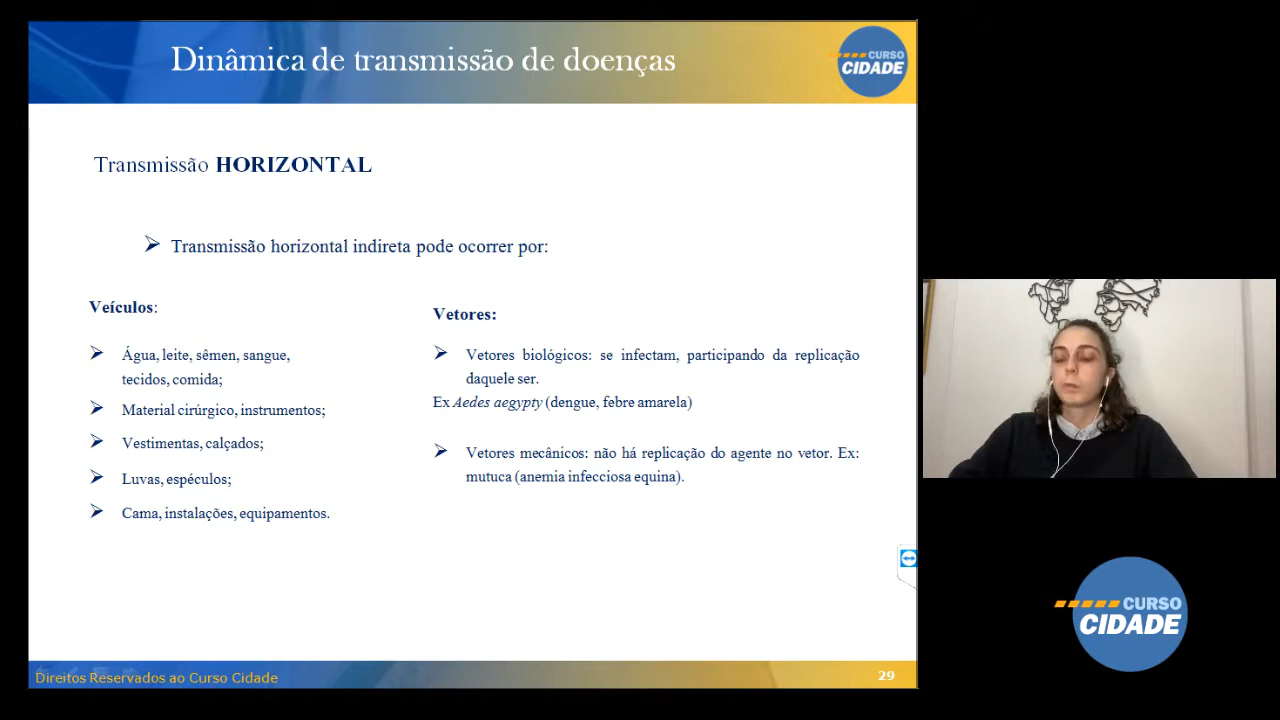 Dinâmica de transmissão de doenças
CURSO
CIDADE
Transmissão HORIZONTAL
Transmissão horizontal indireta pode ocorrer por:
Veículos:
Água, leite, sêmen, sangue,
tecidos, comida;
Material cirúrgico, instrumentos;
Vestimentas, calçados;
Luvas, espéculos;
Cama, instalações, equipamentos.
Vetores:
Vetores biológicos: se infectam, participando da replicação
daquele ser.
Ex Aedes aegypty (dengue, febre amarela)
Vetores mecânicos: não há replicação do agente no vetor. Ex:
mutuca (anemia infecciosa equina).
CURSO
CIDADE
Direitos Reservados ao Curso Cidade
29